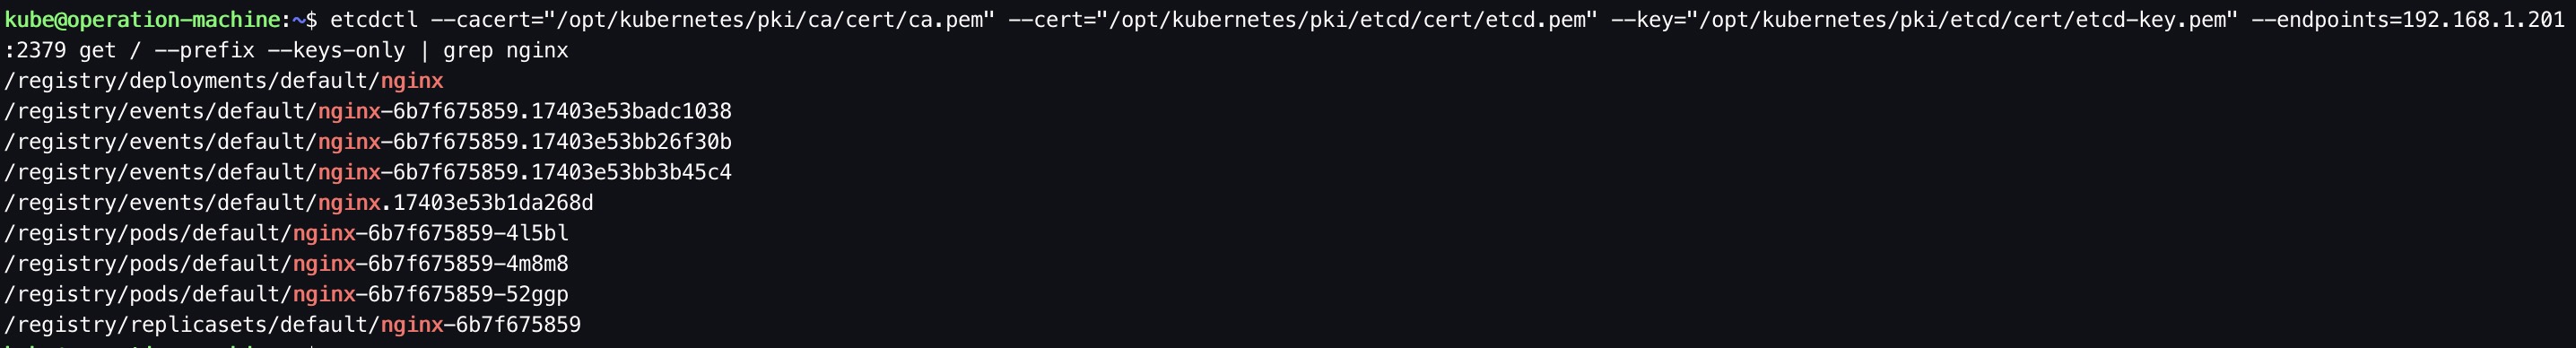 kube@operation-machine:~$ etcdctl --cacert="/opt/kubernetes/pki/ca/cert/ca.pem" --cert="/opt/kubernetes/pki/etcd/cert/etcd.pem" --key="/opt/kubernetes/pki/etcd/cert/etcd-key.pem" --endpoints=192.168.1.201
:2379 get / --prefix --keys-only | grep nginx
/registry/deployments/default/nginx
/registry/events/default/nginx-6b7f675859.17403e53badc1038
/registry/events/default/nginx-6b7f675859.17403e53bb26f30b
/registry/events/default/nginx-6b7f675859.17403e53bb3b45c4
/registry/events/default/nginx.17403e53b1da268d
/registry/pods/default/nginx-6b7f675859-4l5bl
/registry/pods/default/nginx-6b7f675859-4m8m8
/registry/pods/default/nginx-6b7f675859-52ggp
/registry/replicasets/default/nginx-6b7f675859